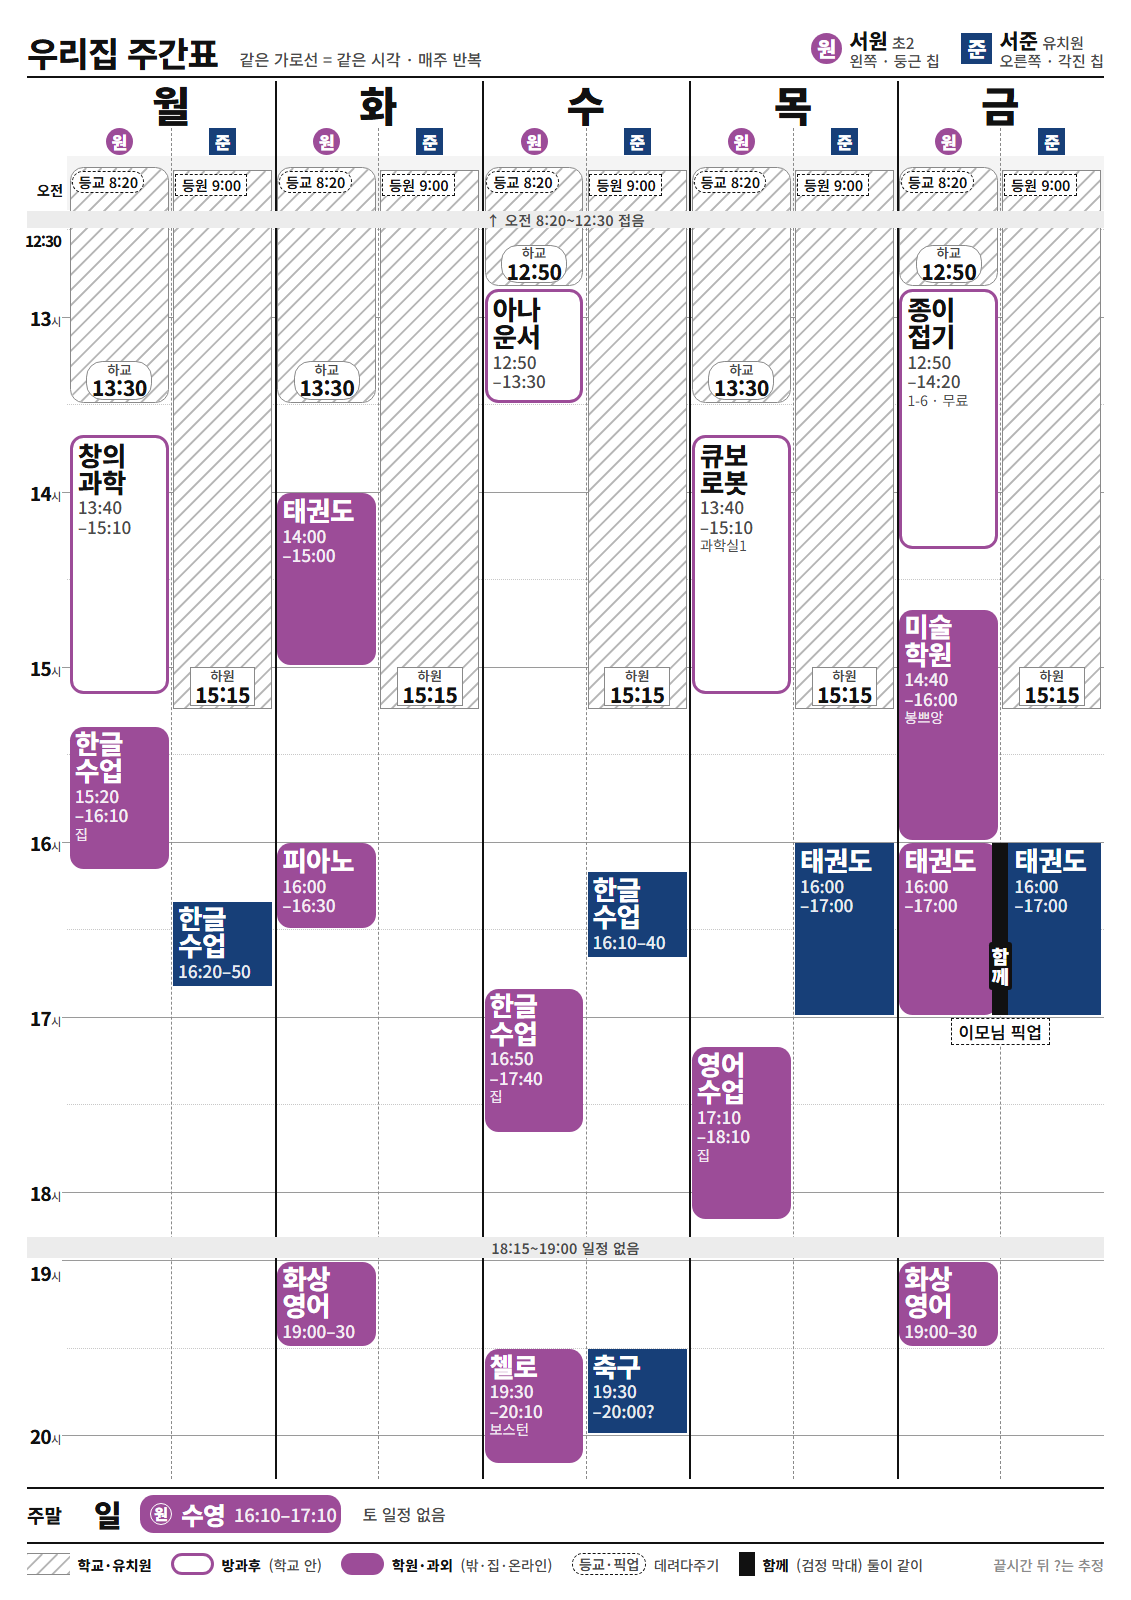 우리집 주간표 같은 가로선 = 같은 시각 · 매주 반복
원 서원 초2
왼쪽 · 둥근 칩
준 서준 유치원
오른쪽 · 각진 칩
월 화 수 목 금
원 준 원 준 원 준 원 준 원 준
오전 등교 8:20 등원 9:00 등교 8:20 등원 9:00 등교 8:20 등원 9:00 등교 8:20 등원 9:00 등교 8:20 등원 9:00
↑ 오전 8:20~12:30 접음
12:30
13시
14시
15시
16시
17시
18시
19시
20시
하교
13:30
창의
과학
13:40
–15:10
한글
수업
15:20
–16:10
집
하원
15:15
한글
수업
16:20–50
하교
13:30
태권도
14:00
–15:00
피아노
16:00
–16:30
화상
영어
19:00–30
하원
15:15
하교
12:50
아나
운서
12:50
–13:30
한글
수업
16:50
–17:40
집
첼로
19:30
–20:10
보스턴
하원
15:15
한글
수업
16:10–40
축구
19:30
–20:00?
하교
13:30
큐보
로봇
13:40
–15:10
과학실1
영어
수업
17:10
–18:10
집
하원
15:15
태권도
16:00
–17:00
하교
12:50
종이
접기
12:50
–14:20
1-6 · 무료
미술
학원
14:40
–16:00
봉쁘앙
태권도
16:00
–17:00
함
께
하원
15:15
태권도
16:00
–17:00
이모님 픽업
화상
영어
19:00–30
18:15~19:00 일정 없음
주말 일 원 수영 16:10–17:10 토 일정 없음
학교·유치원 방과후 (학교 안) 학원·과외 (밖·집·온라인) 등교·픽업 데려다주기 함께 (검정 막대) 둘이 같이 끝시간 뒤 ?는 추정